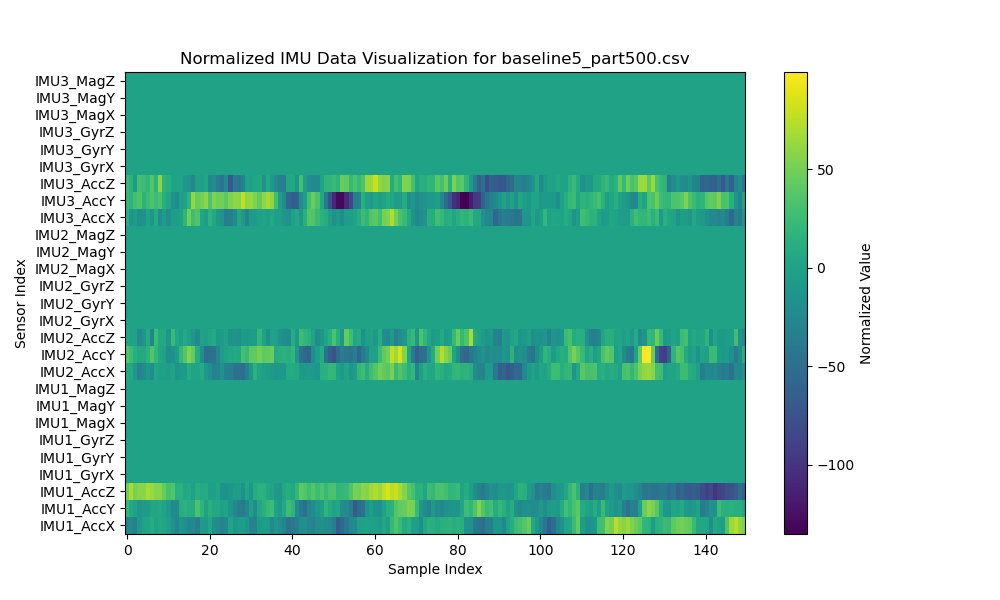 Normalized IMU Data Visualization for baseline5_part500.csv
IMU3_MagZ
IMU3_MagY
IMU3_MagX
IMU3_GyrZ
IMU3_GyrY
IMU3_GyrX
IMU3_AccZ
IMU3_AccY
IMU3_AccX
IMU2_MagZ
IMU2_MagY
IMU2_MagX
IMU2_GyrZ
IMU2_GyrY
IMU2_GyrX
IMU2_AccZ
IMU2_AccY
IMU2_AccX
IMU1_MagZ
IMU1_MagY
IMU1_MagX
IMU1_GyrZ
IMU1_GyrY
IMU1_GyrX
IMU1_AccZ
IMU1_AccY
IMU1_AccX
Sensor Index
0 20 40 60 80 100 120 140
Sample Index
50
0
−50
−100
Normalized Value